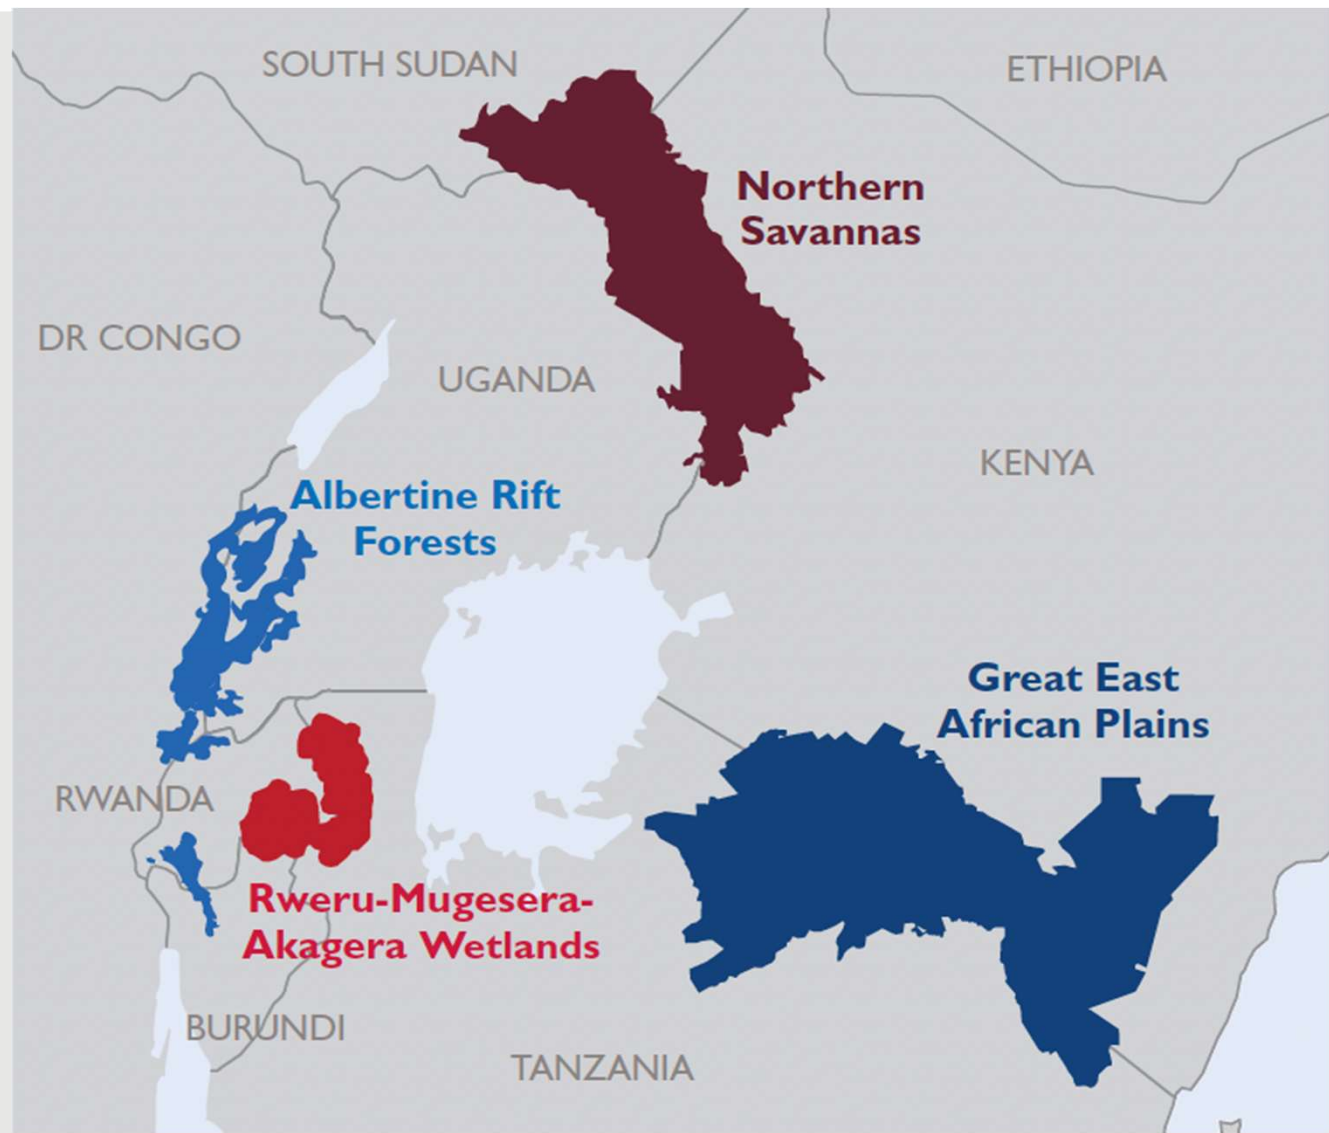 SOUTH SUDAN
ETHIOPIA
Northern
Savannas
DR CONGO
UGANDA
KENYA
Albertine Rift
Forests
Great East
African Plains
RWANDA
Rweru-Mugesera-
Akagera Wetlands
BURUNDI
TANZANIA